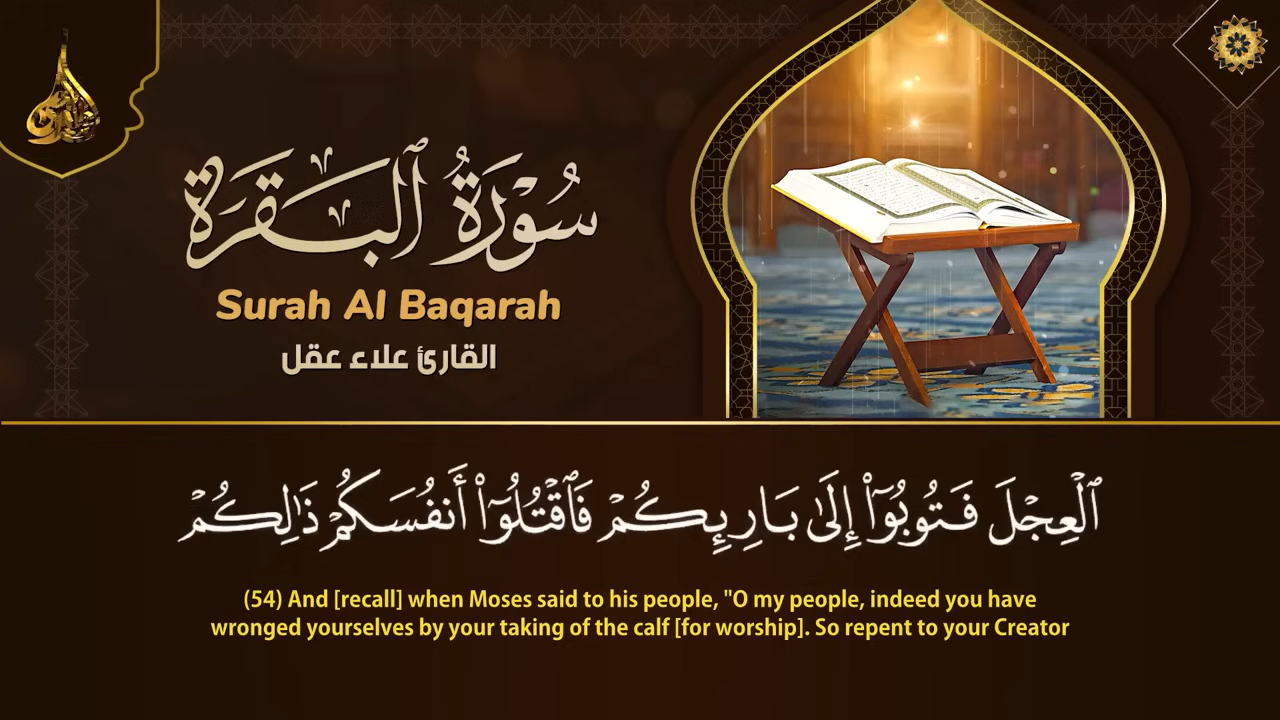 سُورَةُ ٱلْبَقَرَة
Surah Al Baqarah
القارئ علاء عقل
ٱلْعِجْلَ فَتُوبُوٓا۟ إِلَىٰ بَارِئِكُمْ فَٱقْتُلُوٓا۟ أَنفُسَكُمْ ذَٰلِكُمْ
(54) And [recall] when Moses said to his people, "O my people, indeed you have
wronged yourselves by your taking of the calf [for worship]. So repent to your Creator